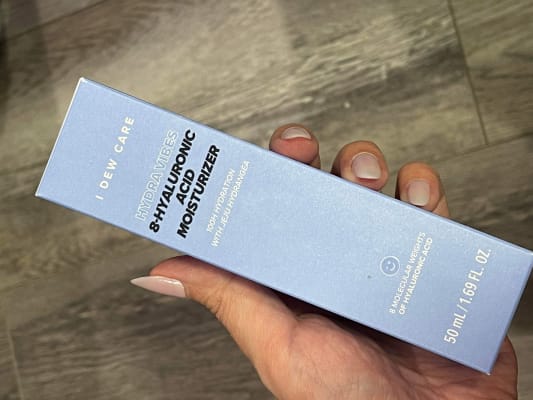 I DEW CARE
HYDRA VIBES
8-HYALURONIC
ACID
MOISTURIZER
100H HYDRATION
WITH JEJU HYDRANGEA
8 MOLECULAR WEIGHTS
OF HYALURONIC ACID
50 mL / 1.69 FL. OZ.